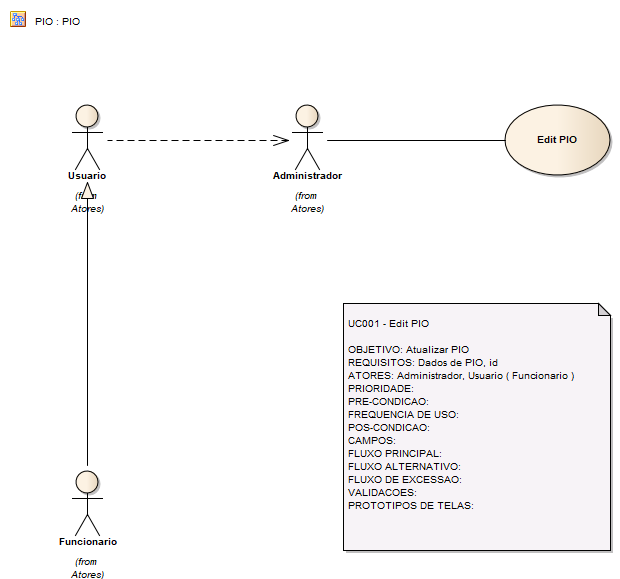 PIO : PIO
Usuario
(from
Atores)
Administrador
(from
Atores)
Edit PIO
UC001 - Edit PIO
OBJETIVO: Atualizar PIO
REQUISITOS: Dados de PIO, id
ATORES: Administrador, Usuario ( Funcionario )
PRIORIDADE:
PRE-CONDICAO:
FREQUENCIA DE USO:
POS-CONDICAO:
CAMPOS:
FLUXO PRINCIPAL:
FLUXO ALTERNATIVO:
FLUXO DE EXCESSAO:
VALIDACOES:
PROTOTIPOS DE TELAS:
Funcionario
(from
Atores)